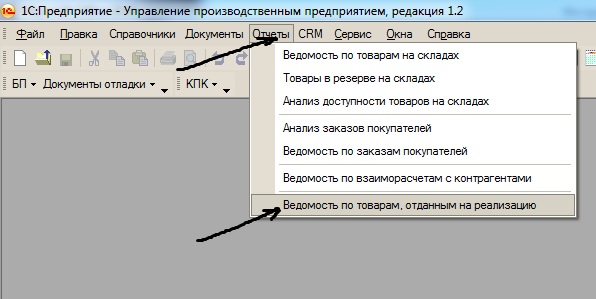 1С:Предприятие - Управление производственным предприятием, редакция 1.2
Файл Правка Справочники Документы Отчеты CRM Сервис Окна Справка
БП Документы отладки КПК
Ведомость по товарам на складах
Товары в резерве на складах
Анализ доступности товаров на складах
Анализ заказов покупателей
Ведомость по заказам покупателей
Ведомость по взаиморасчетам с контрагентами
Ведомость по товарам, отданным на реализацию